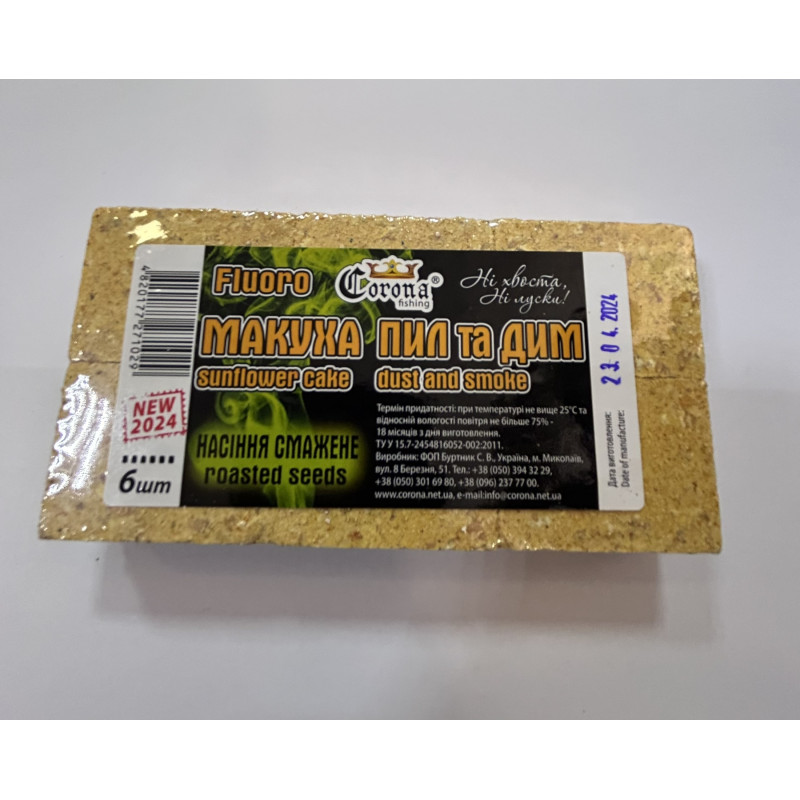 4820177271029
Fluoro
Corona®
fishing
Ні хвоста,
Ні луски!
МАКУХА ПИЛ та ДИМ
sunflower cake dust and smoke
NEW
2024
6шт
НАСІННЯ СМАЖЕНЕ
roasted seeds
Термін придатності: при температурі не вище 25°С та
відносній вологості повітря не більше 75% -
18 місяців з дня виготовлення.
ТУ У 15.7-2454816052-002:2011.
Виробник: ФОП Буртник С. В., Україна, м. Миколаїв,
вул. 8 Березня, 51. Тел.: +38 (050) 394 32 29,
+38 (050) 301 69 80, +38 (096) 237 77 00.
www.corona.net.ua, e-mail:info@corona.net.ua
Дата виготовлення:
Date of manufacture:
23 04. 2024